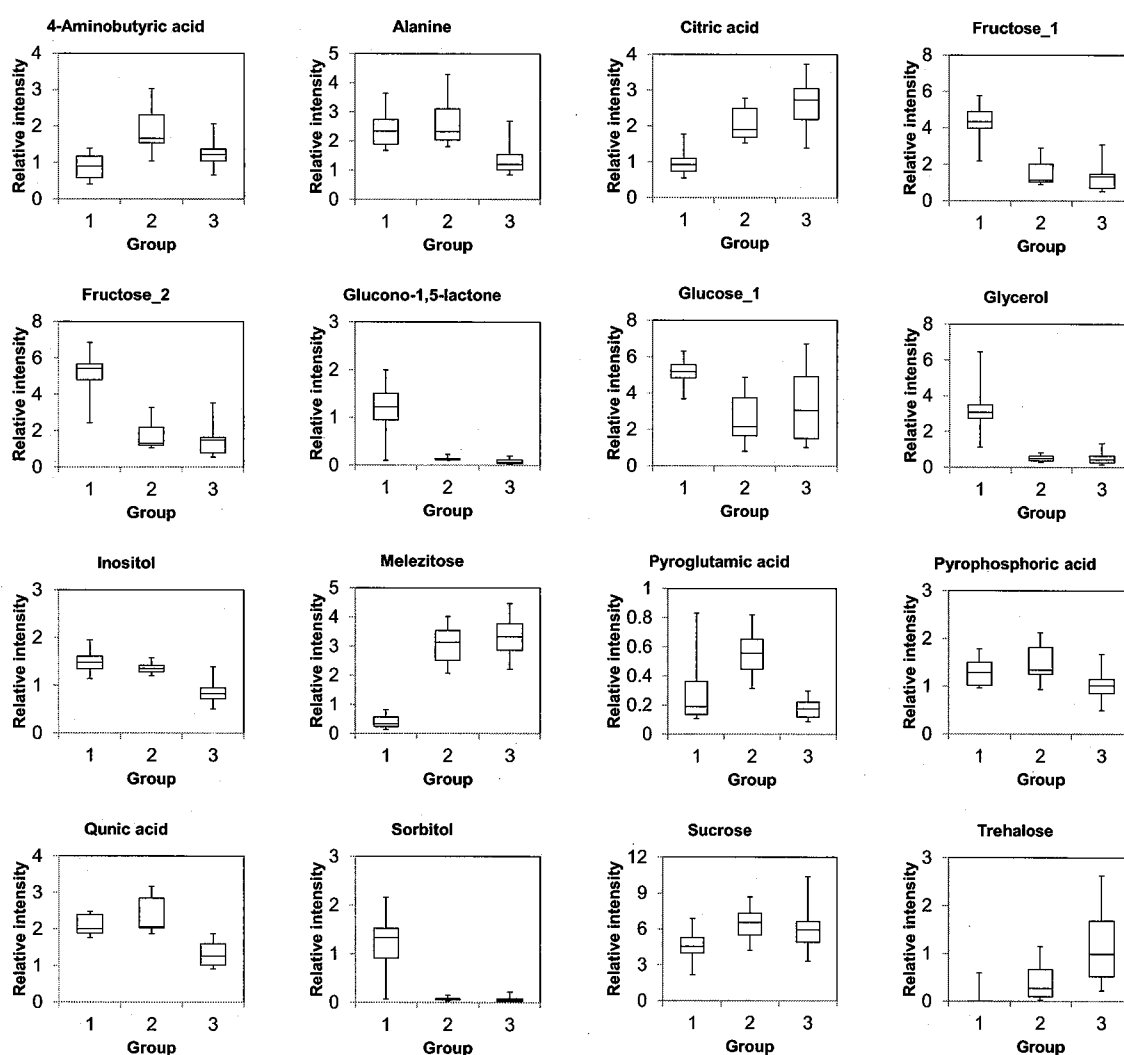 4-Aminobutyric acid
Relative intensity
4
3
2
1
0
1 2 3
Group
Alanine
Relative intensity
5
4
3
2
1
0
1 2 3
Group
Citric acid
Relative intensity
4
3
2
1
0
1 2 3
Group
Fructose_1
Relative intensity
8
6
4
2
0
1 2 3
Group
Fructose_2
Relative intensity
8
6
4
2
0
1 2 3
Group
Glucono-1,5-lactone
Relative intensity
3
2
1
0
1 2 3
Group
Glucose_1
Relative intensity
8
6
4
2
0
1 2 3
Group
Glycerol
Relative intensity
8
6
4
2
0
1 2 3
Group
Inositol
Relative intensity
3
2
1
0
1 2 3
Group
Melezitose
Relative intensity
5
4
3
2
1
0
1 2 3
Group
Pyroglutamic acid
Relative intensity
1
0.8
0.6
0.4
0.2
0
1 2 3
Group
Pyrophosphoric acid
Relative intensity
3
2
1
0
1 2 3
Group
Qunic acid
Relative intensity
4
3
2
1
0
1 2 3
Group
Sorbitol
Relative intensity
3
2
1
0
1 2 3
Group
Sucrose
Relative intensity
12
9
6
3
0
1 2 3
Group
Trehalose
Relative intensity
3
2
1
0
1 2 3
Group